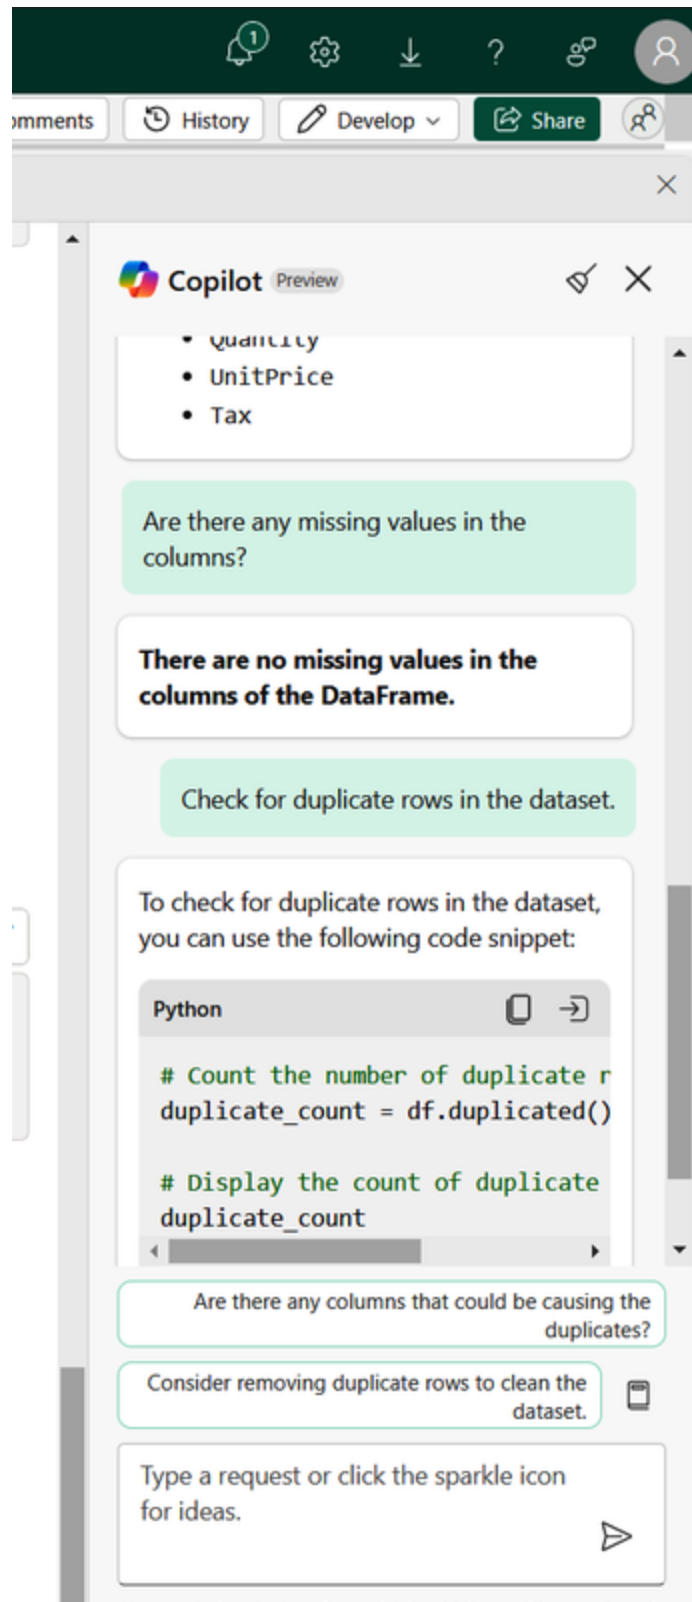 1
?
omments
History
Develop
Share
Copilot Preview
• Quantity
• UnitPrice
• Tax
Are there any missing values in the
columns?
There are no missing values in the
columns of the DataFrame.
Check for duplicate rows in the dataset.
To check for duplicate rows in the dataset,
you can use the following code snippet:
Python
# Count the number of duplicate r
duplicate_count = df.duplicated()
# Display the count of duplicate
duplicate_count
Are there any columns that could be causing the
duplicates?
Consider removing duplicate rows to clean the
dataset.
Type a request or click the sparkle icon
for ideas.